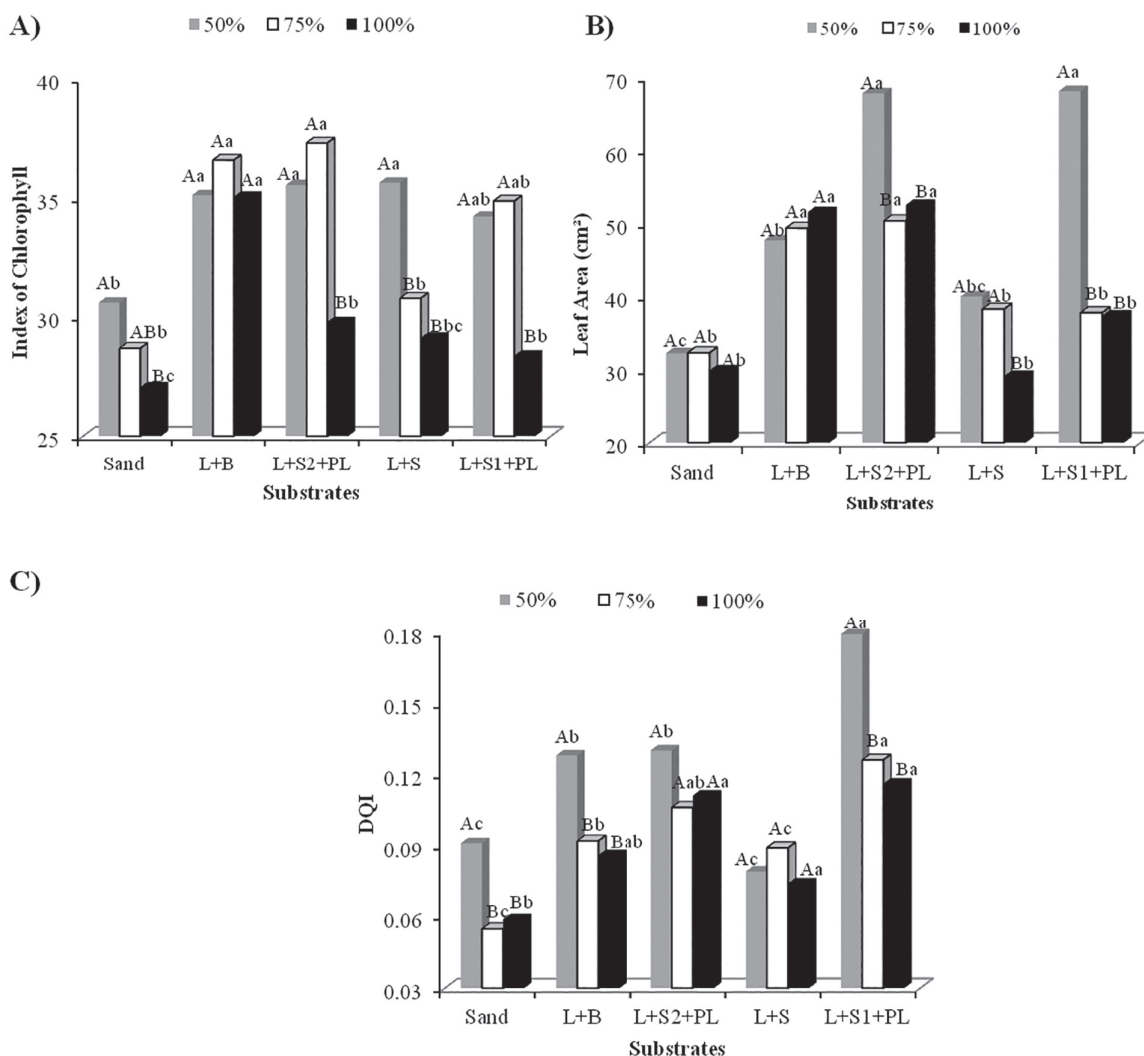 A)
50% 75% 100%
40
35
30
25
Index of Chlorophyll
Ab ABb Bc
Aa Aa Aa
Aa Aa Bb
Aa Bb Bbc
Aab Aab Bb
Sand L+B L+S2+PL L+S L+S1+PL
Substrates
B)
50% 75% 100%
70
60
50
40
30
20
Leaf Area (cm²)
Ac Ab Ab
Ab Aa Aa
Aa Ba Ba
Abc Ab Bb
Aa Bb Bb
Sand L+B L+S2+PL L+S L+S1+PL
Substrates
C)
50% 75% 100%
0.18
0.15
0.12
0.09
0.06
0.03
DQI
Ac Bc Bb
Ab Bb Bab
Ab Aab Aa
Ac Ac Aa
Aa Ba Ba
Sand L+B L+S2+PL L+S L+S1+PL
Substrates